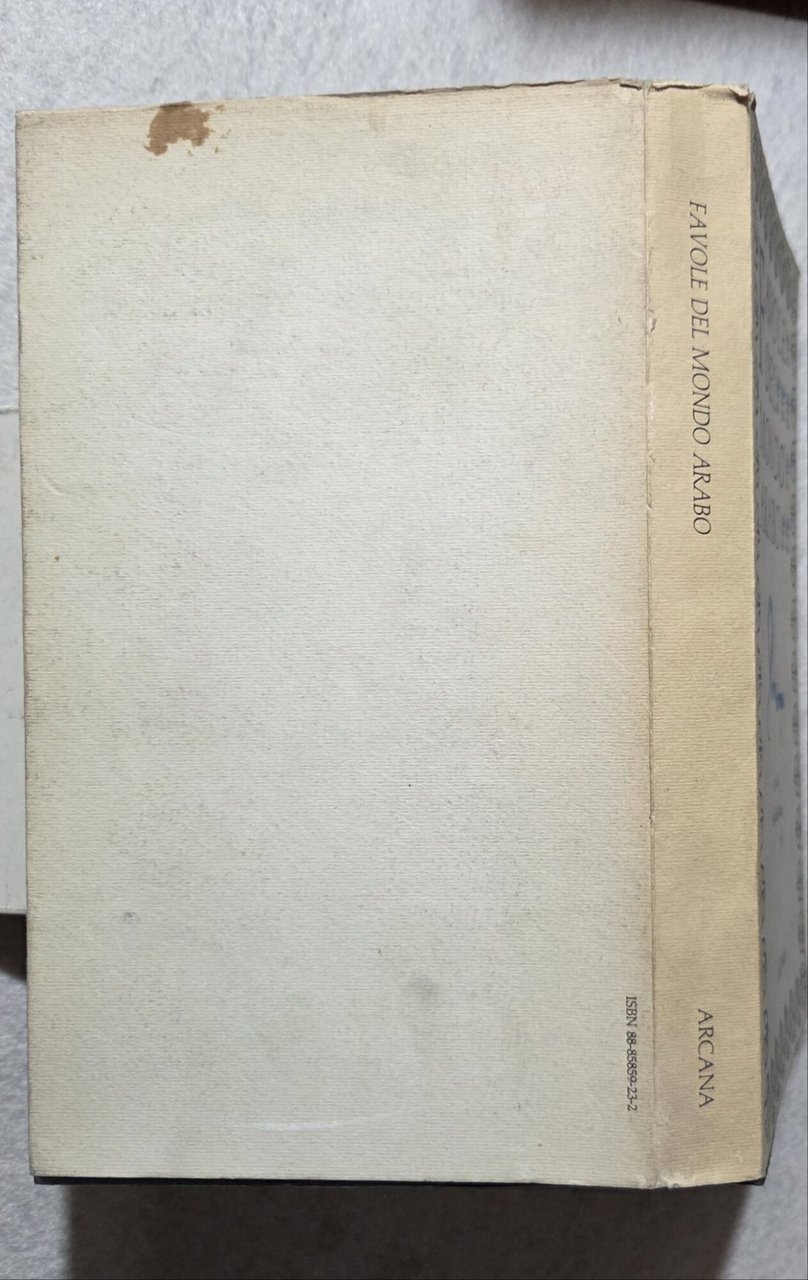 FAVOLE DEL MONDO ARABO
ARCANA
ISBN 88-85859-23-2